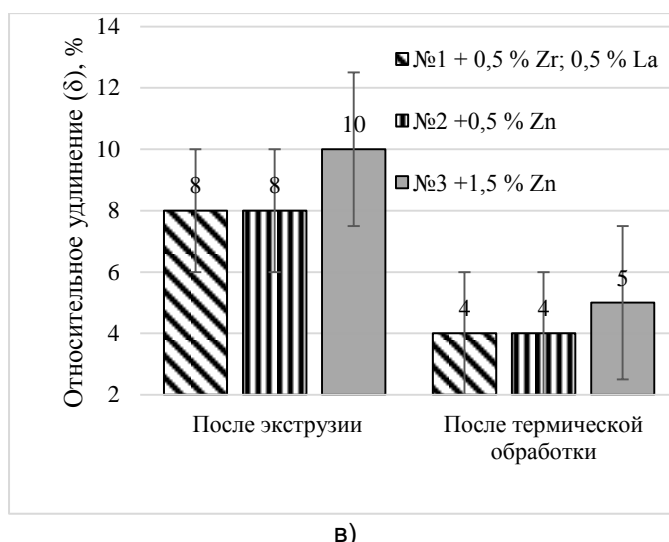 Относительное удлинение (δ), %
14
12
10
8
6
4
2
№1 + 0,5 % Zr; 0,5 % La
№2 +0,5 % Zn
№3 +1,5 % Zn
8
8
10
4
4
5
После экструзии
После термической
обработки
в)